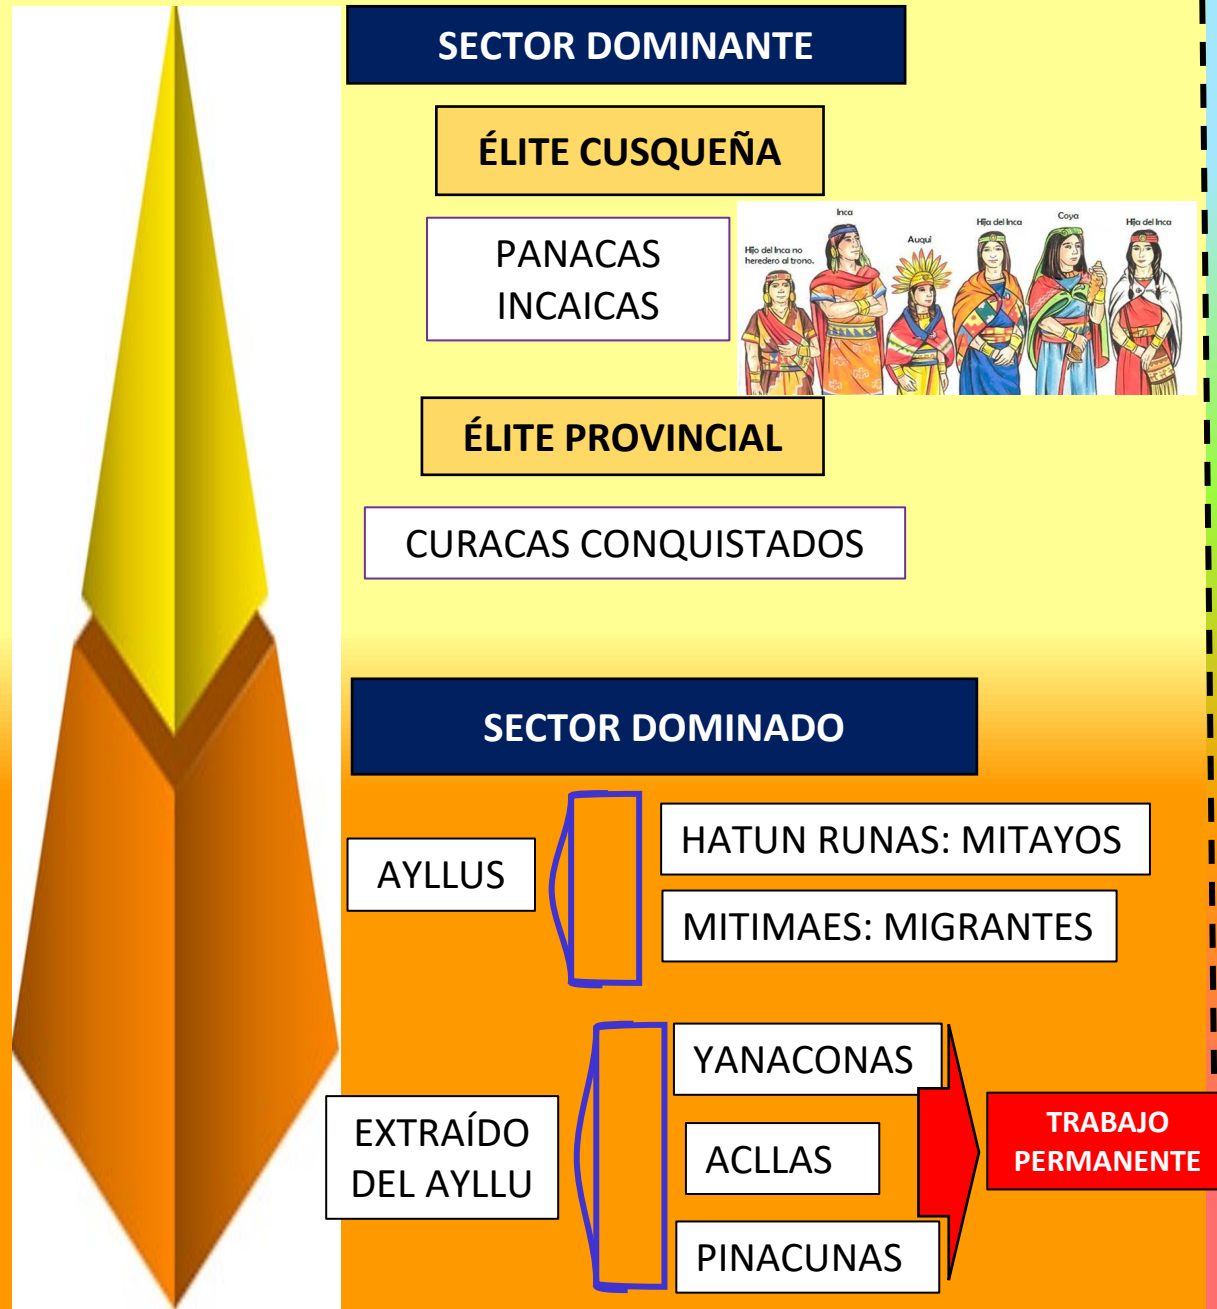 SECTOR DOMINANTE
ÉLITE CUSQUEÑA
PANACAS
INCAICAS
Hijo del Inca no
heredero al trono.
Inca
Auqui
Hija del Inca
Coya
Hija del Inca
ÉLITE PROVINCIAL
CURACAS CONQUISTADOS
SECTOR DOMINADO
AYLLUS
HATUN RUNAS: MITAYOS
MITIMAES: MIGRANTES
EXTRAÍDO
DEL AYLLU
YANACONAS
ACLLAS
PINACUNAS
TRABAJO
PERMANENTE